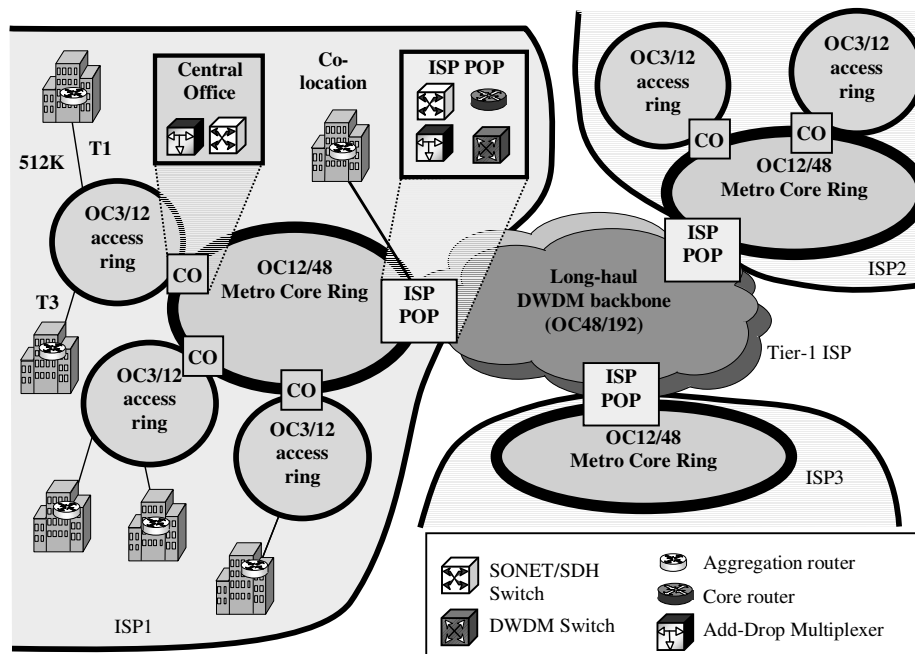 Central
Office
Co-
location
ISP POP
512K
T1
OC3/12
access
ring
T3
CO
OC12/48
Metro Core Ring
ISP
POP
CO
CO
OC3/12
access
ring
OC3/12
access
ring
ISP1
OC3/12
access
ring
OC3/12
access
ring
CO
CO
OC12/48
Metro Core Ring
ISP
POP
ISP2
Long-haul
DWDM backbone
(OC48/192)
Tier-1 ISP
ISP
POP
OC12/48
Metro Core Ring
ISP3
SONET/SDH
Switch
DWDM Switch
Aggregation router
Core router
Add-Drop Multiplexer